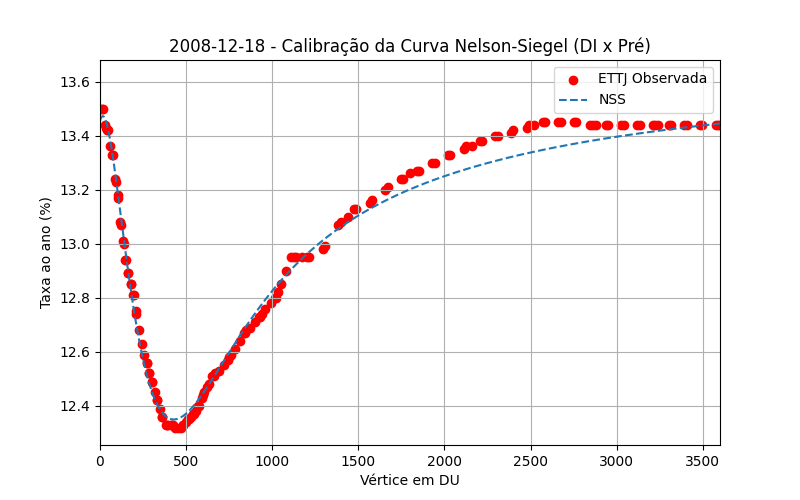 2008-12-18 - Calibração da Curva Nelson-Siegel (DI x Pré)
ETTJ Observada
NSS
Taxa ao ano (%)
13.6
13.4
13.2
13.0
12.8
12.6
12.4
0 500 1000 1500 2000 2500 3000 3500
Vértice em DU